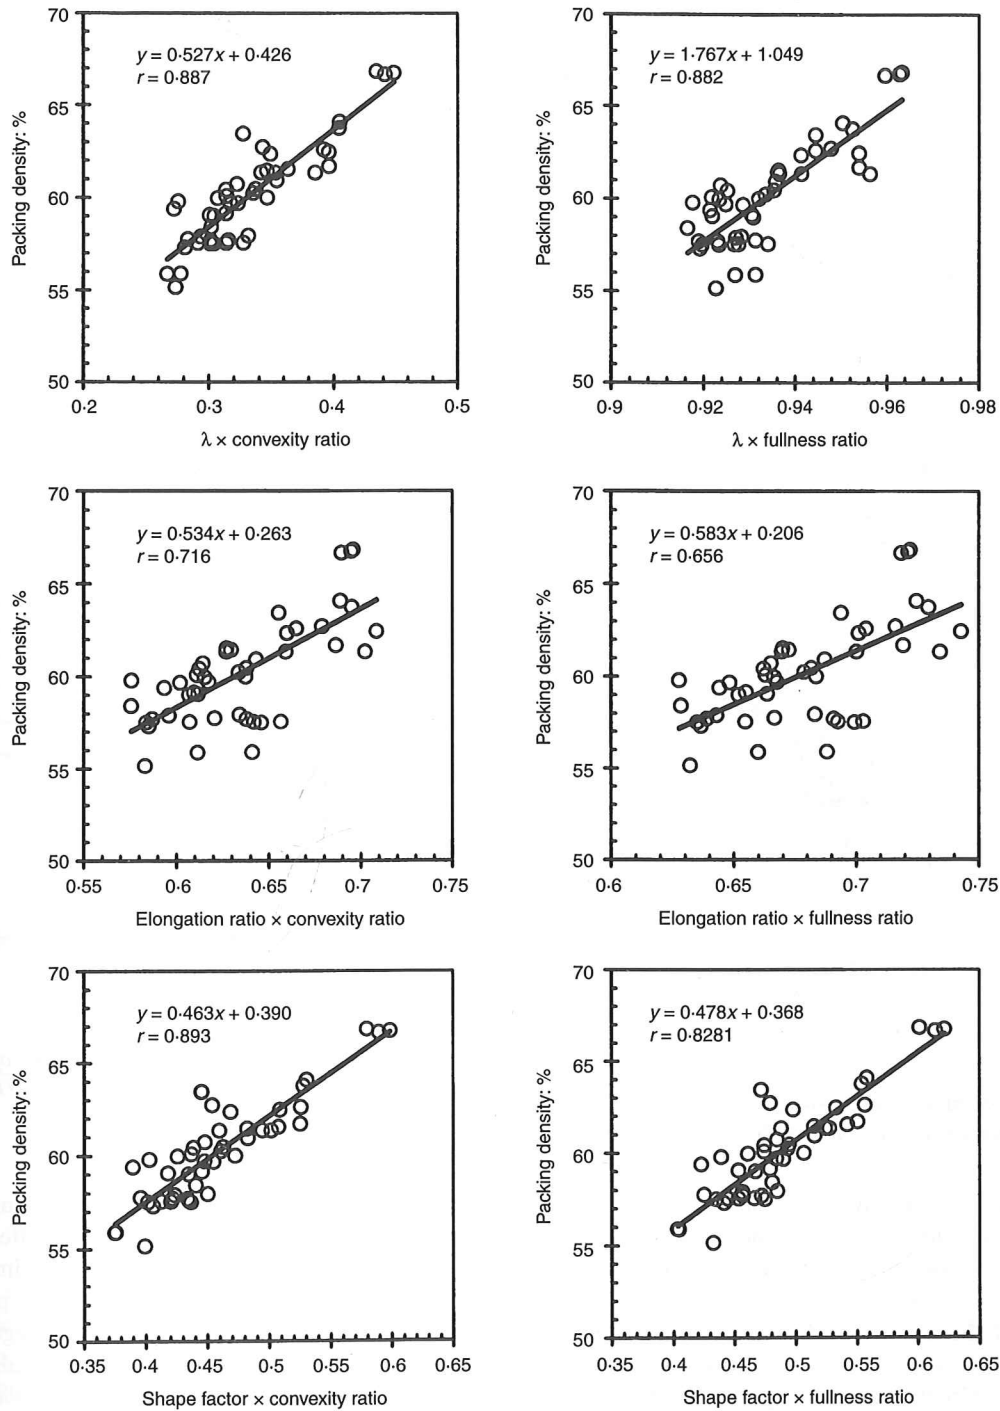 70
65
60
55
50
Packing density: %
y = 0·527x + 0·426
r = 0·887
0·2 0·3 0·4 0·5
λ × convexity ratio
70
65
60
55
50
Packing density: %
y = 1·767x + 1·049
r = 0·882
0·9 0·92 0·94 0·96 0·98
λ × fullness ratio
70
65
60
55
50
Packing density: %
y = 0·534x + 0·263
r = 0·716
0·55 0·6 0·65 0·7 0·75
Elongation ratio × convexity ratio
70
65
60
55
50
Packing density: %
y = 0·583x + 0·206
r = 0·656
0·6 0·65 0·7 0·75
Elongation ratio × fullness ratio
70
65
60
55
50
Packing density: %
y = 0·463x + 0·390
r = 0·893
0·35 0·4 0·45 0·5 0·55 0·6 0·65
Shape factor × convexity ratio
70
65
60
55
50
Packing density: %
y = 0·478x + 0·368
r = 0·8281
0·35 0·4 0·45 0·5 0·55 0·6 0·65
Shape factor × fullness ratio